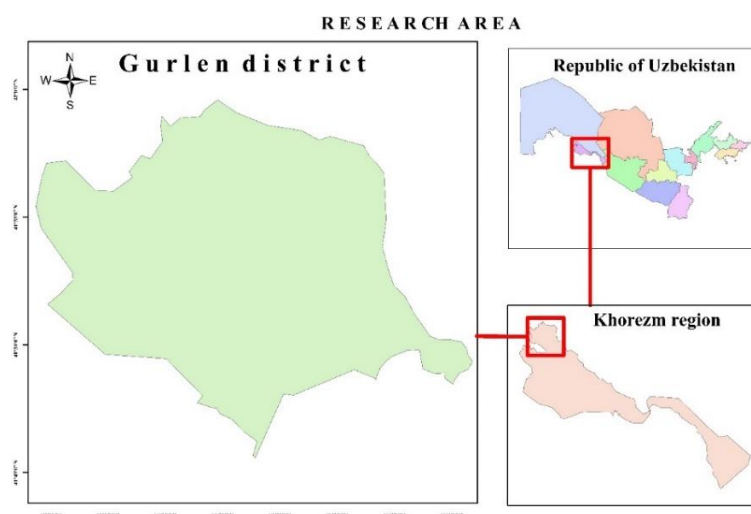 RESEARCH AREA
Gurlen district
N
W E
S
Republic of Uzbekistan
Khorezm region